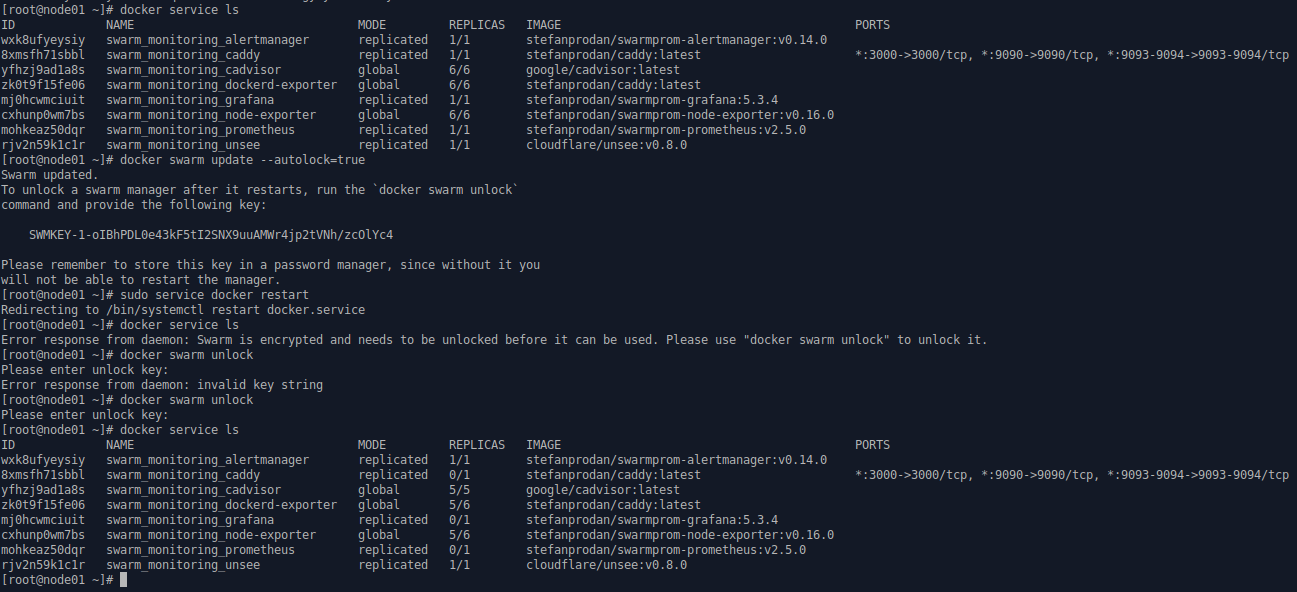 [root@node01 ~]# docker service ls
ID NAME MODE REPLICAS IMAGE PORTS
wxk8ufyeysiy swarm_monitoring_alertmanager replicated 1/1 stefanprodan/swarmprom-alertmanager:v0.14.0
8xmsfh71sbbl swarm_monitoring_caddy replicated 1/1 stefanprodan/caddy:latest *:3000->3000/tcp, *:9090->9090/tcp, *:9093-9094->9093-9094/tcp
yfhzj9ad1a8s swarm_monitoring_cadvisor global 6/6 google/cadvisor:latest
zk0t9f15fe06 swarm_monitoring_dockerd-exporter global 6/6 stefanprodan/caddy:latest
mj0hcwmciuit swarm_monitoring_grafana replicated 1/1 stefanprodan/swarmprom-grafana:5.3.4
cxhunp0wm7bs swarm_monitoring_node-exporter global 6/6 stefanprodan/swarmprom-node-exporter:v0.16.0
mohkeaz50dqr swarm_monitoring_prometheus replicated 1/1 stefanprodan/swarmprom-prometheus:v2.5.0
rjv2n59k1c1r swarm_monitoring_unsee replicated 1/1 cloudflare/unsee:v0.8.0
[root@node01 ~]# docker swarm update --autolock=true
Swarm updated.
To unlock a swarm manager after it restarts, run the `docker swarm unlock`
command and provide the following key:
SWMKEY-1-oIBhPDL0e43kF5tI2SNX9uuAMWr4jp2tVNh/zcOlYc4
Please remember to store this key in a password manager, since without it you
will not be able to restart the manager.
[root@node01 ~]# sudo service docker restart
Redirecting to /bin/systemctl restart docker.service
[root@node01 ~]# docker service ls
Error response from daemon: Swarm is encrypted and needs to be unlocked before it can be used. Please use "docker swarm unlock" to unlock it.
[root@node01 ~]# docker swarm unlock
Please enter unlock key:
Error response from daemon: invalid key string
[root@node01 ~]# docker swarm unlock
Please enter unlock key:
[root@node01 ~]# docker service ls
ID NAME MODE REPLICAS IMAGE PORTS
wxk8ufyeysiy swarm_monitoring_alertmanager replicated 1/1 stefanprodan/swarmprom-alertmanager:v0.14.0
8xmsfh71sbbl swarm_monitoring_caddy replicated 0/1 stefanprodan/caddy:latest *:3000->3000/tcp, *:9090->9090/tcp, *:9093-9094->9093-9094/tcp
yfhzj9ad1a8s swarm_monitoring_cadvisor global 5/5 google/cadvisor:latest
zk0t9f15fe06 swarm_monitoring_dockerd-exporter global 5/6 stefanprodan/caddy:latest
mj0hcwmciuit swarm_monitoring_grafana replicated 0/1 stefanprodan/swarmprom-grafana:5.3.4
cxhunp0wm7bs swarm_monitoring_node-exporter global 5/6 stefanprodan/swarmprom-node-exporter:v0.16.0
mohkeaz50dqr swarm_monitoring_prometheus replicated 0/1 stefanprodan/swarmprom-prometheus:v2.5.0
rjv2n59k1c1r swarm_monitoring_unsee replicated 1/1 cloudflare/unsee:v0.8.0
[root@node01 ~]#